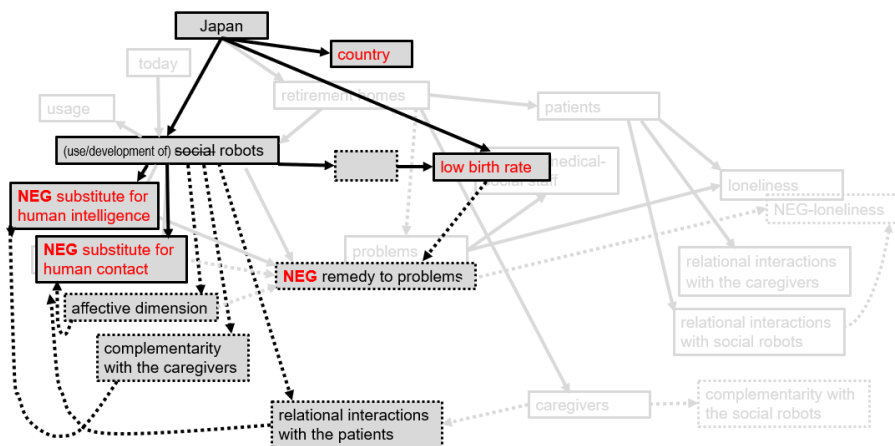 Japan
country
today
retirement homes
patients
usage
(use/development of) social robots
low birth rate
medical-
social staff
loneliness
NEG-loneliness
NEG substitute for
human intelligence
NEG substitute for
human contact
problems
NEG remedy to problems
relational interactions
with the caregivers
affective dimension
relational interactions
with social robots
complementarity
with the caregivers
relational interactions
with the patients
caregivers
complementarity with
the social robots